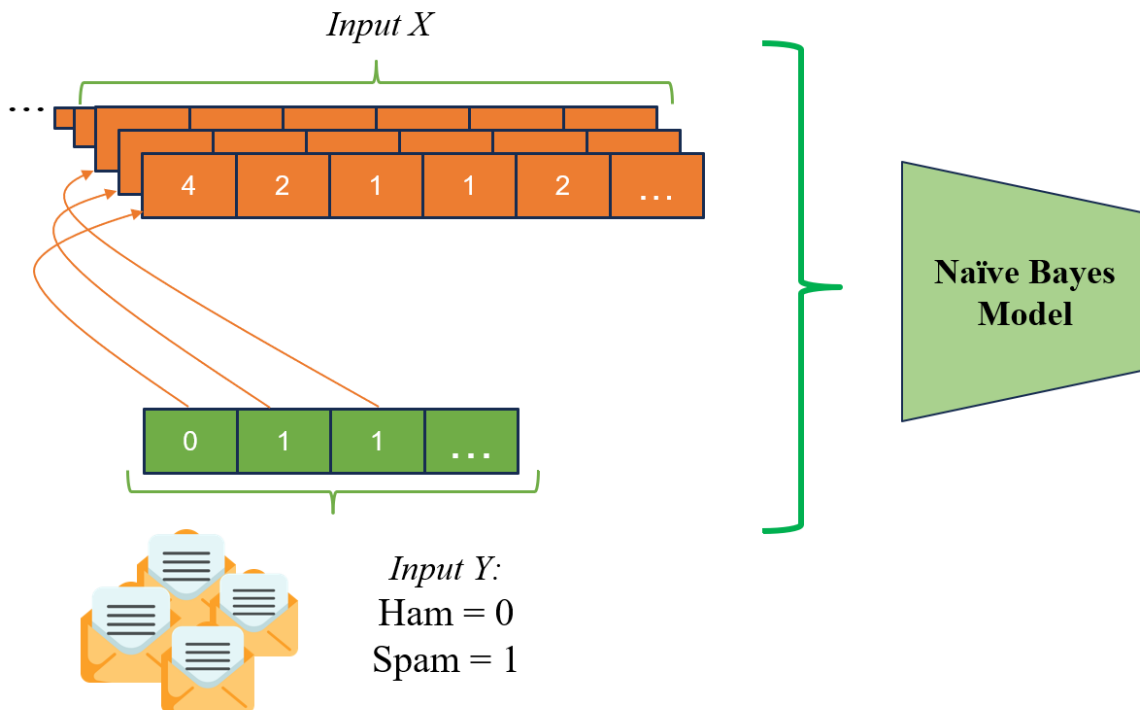 Input X
...
4 2 1 1 2 ...
Naïve Bayes
Model
0 1 1 ...
Input Y:
Ham = 0
Spam = 1